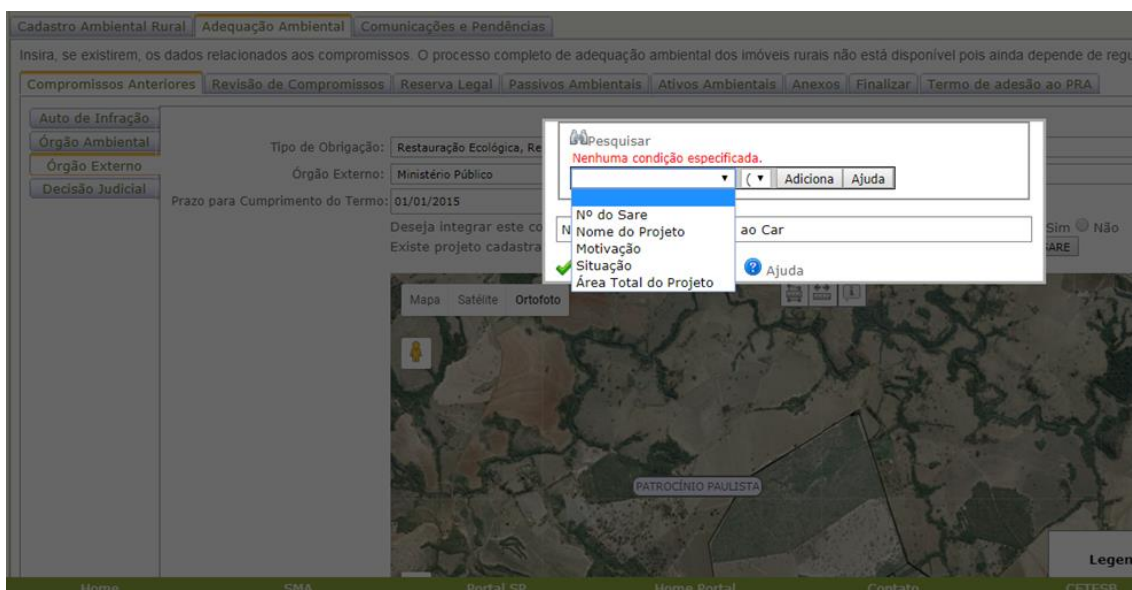 Cadastro Ambiental Rural Adequação Ambiental Comunicações e Pendências
Insira, se existirem, os dados relacionados aos compromissos. O processo completo de adequação ambiental dos imóveis rurais não está disponível pois ainda depende de regu
Compromissos Anteriores Revisão de Compromissos Reserva Legal Passivos Ambientais Ativos Ambientais Anexos Finalizar Termo de adesão ao PRA
Auto de Infração
Órgão Ambiental
Órgão Externo
Decisão Judicial
Tipo de Obrigação: Restauração Ecológica, Re
Órgão Externo: Ministério Público
Prazo para Cumprimento do Termo: 01/01/2015
Deseja integrar este co
Sim Não
Existe projeto cadastra
SARE
Pesquisar
Nenhuma condição especificada.
( Adiciona Ajuda
Nº do Sare
Nome do Projeto
Motivação
Situação
Área Total do Projeto
N
ao Car
Ajuda
Mapa Satélite Ortofoto
PATROCÍNIO PAULISTA
Legen
Home SMA Portal SP Home Portal Contato CETESB